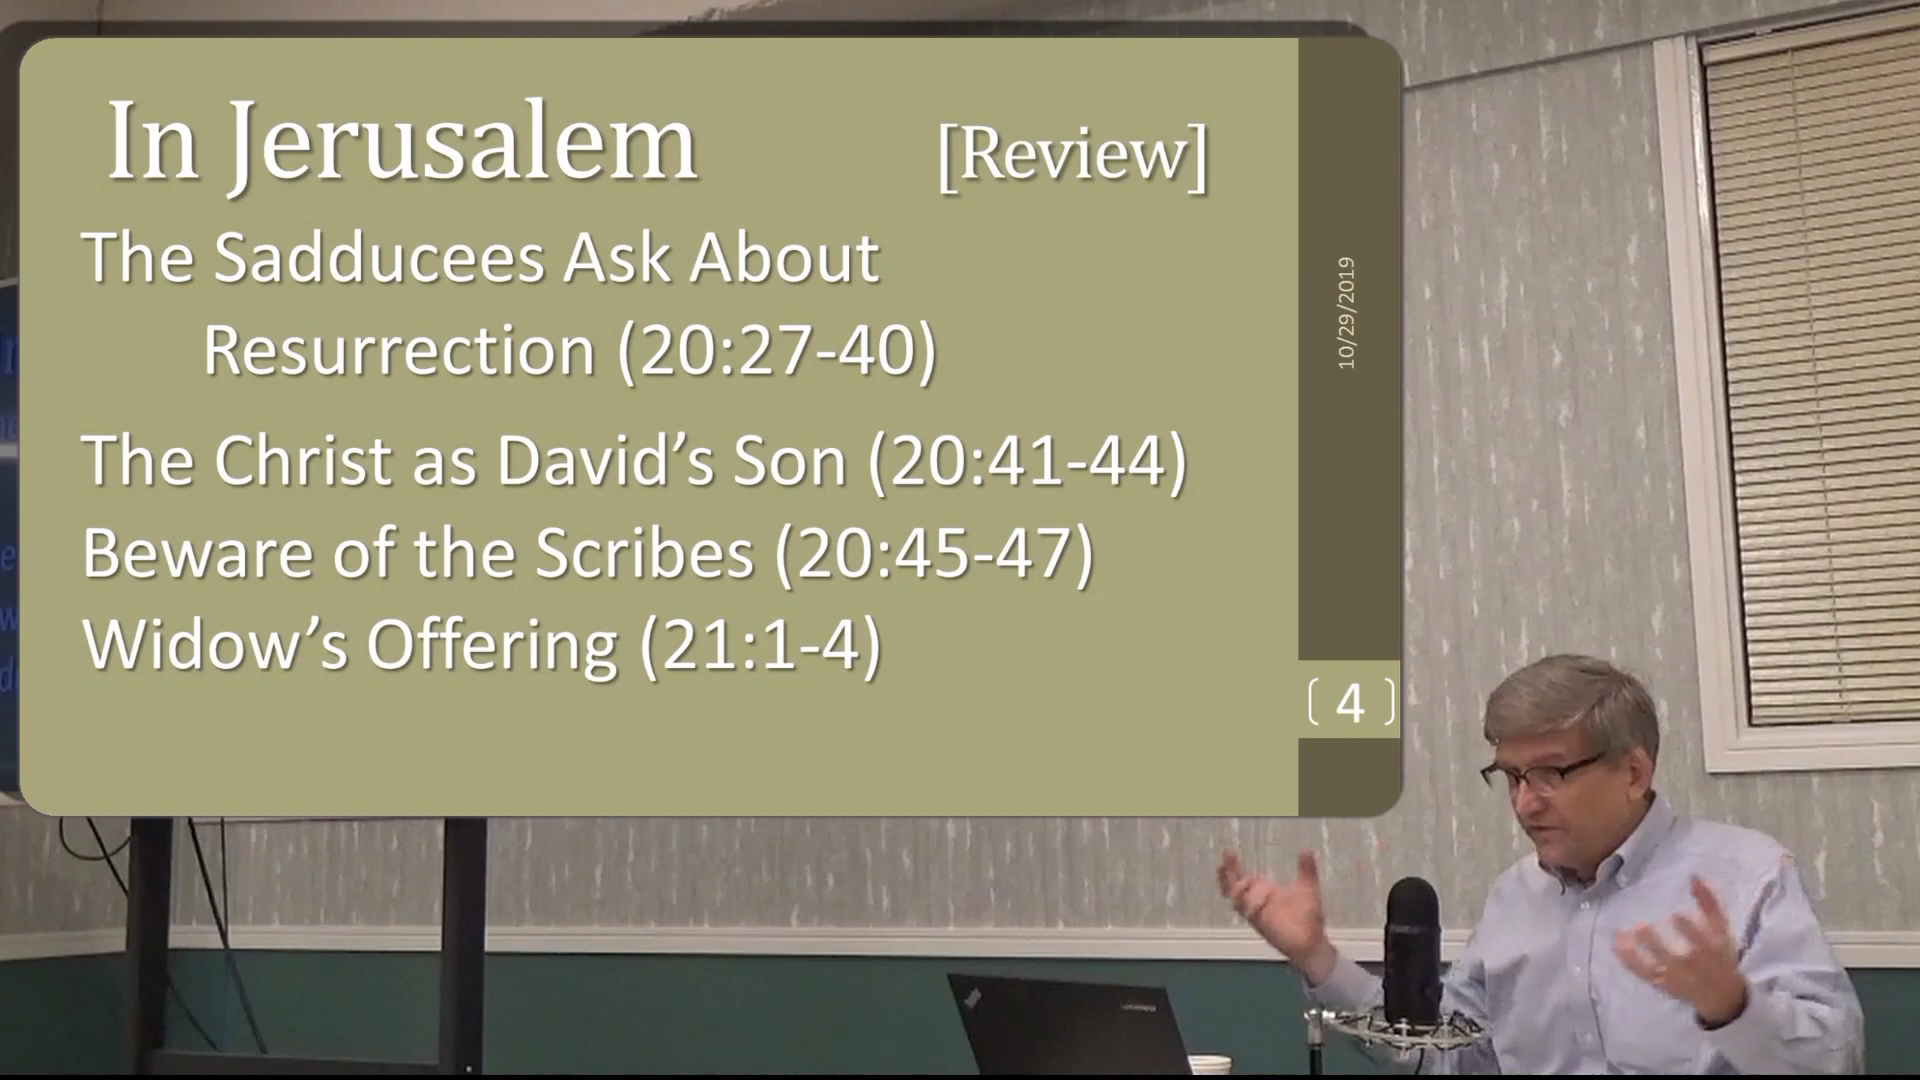 In Jerusalem [Review]
The Sadducees Ask About
Resurrection (20:27-40)
The Christ as David’s Son (20:41-44)
Beware of the Scribes (20:45-47)
Widow’s Offering (21:1-4)
10/29/2019
4